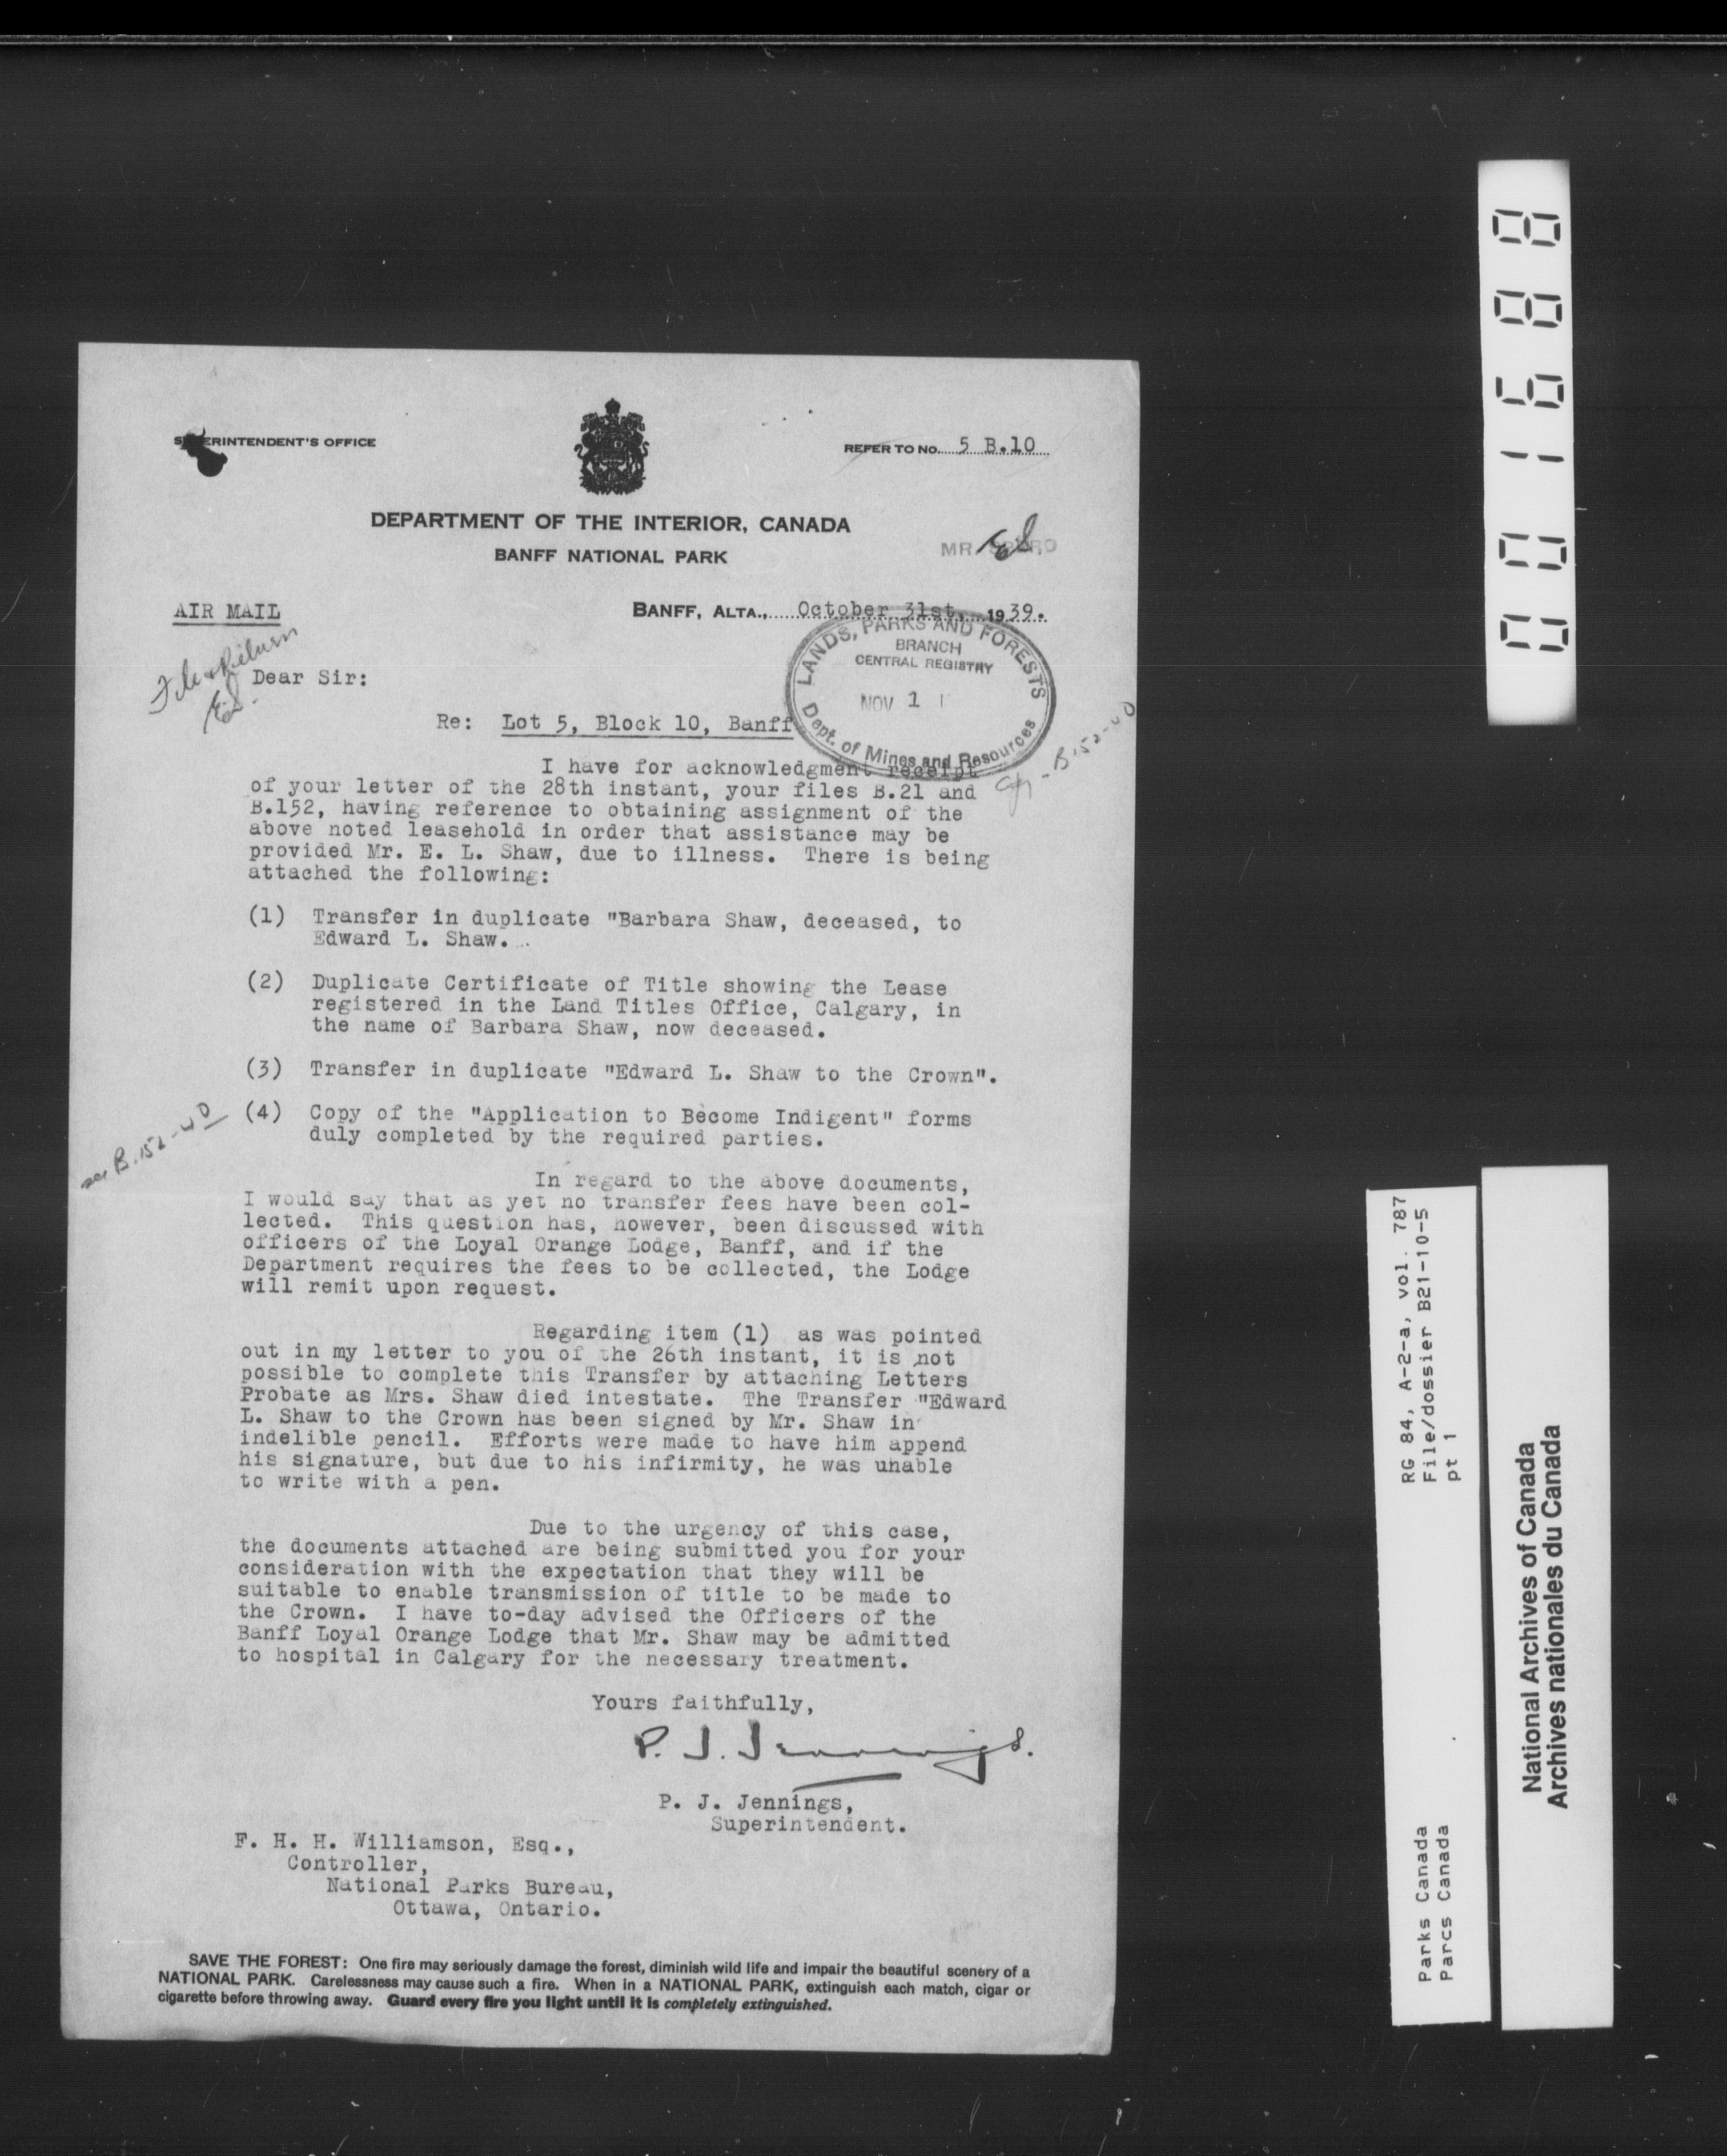 SUPERINTENDENT'S OFFICE
REFER TO NO. 5 B.10
DEPARTMENT OF THE INTERIOR, CANADA
BANFF NATIONAL PARK
MR
AIR MAIL
BANFF, ALTA., October 31st, 1939.
LANDS, PARKS AND FORESTS
BRANCH
CENTRAL REGISTRY
NOV 1
Dept. of Mines and Resources
File & Return
Dear Sir:
Re: Lot 5, Block 10, Banff
B.152-4D
I have for acknowledgment receipt
of your letter of the 28th instant, your files B.21 and
B.152, having reference to obtaining assignment of the
above noted leasehold in order that assistance may be
provided Mr. E. L. Shaw, due to illness. There is being
attached the following:
(1) Transfer in duplicate "Barbara Shaw, deceased, to
Edward L. Shaw.
(2) Duplicate Certificate of Title showing the Lease
registered in the Land Titles Office, Calgary, in
the name of Barbara Shaw, now deceased.
(3) Transfer in duplicate "Edward L. Shaw to the Crown".
(4) Copy of the "Application to Become Indigent" forms
duly completed by the required parties.
see B.152-4D
In regard to the above documents,
I would say that as yet no transfer fees have been col-
lected. This question has, however, been discussed with
officers of the Loyal Orange Lodge, Banff, and if the
Department requires the fees to be collected, the Lodge
will remit upon request.
Regarding item (1) as was pointed
out in my letter to you of the 26th instant, it is not
possible to complete this Transfer by attaching Letters
Probate as Mrs. Shaw died intestate. The Transfer "Edward
L. Shaw to the Crown has been signed by Mr. Shaw in
indelible pencil. Efforts were made to have him append
his signature, but due to his infirmity, he was unable
to write with a pen.
Due to the urgency of this case,
the documents attached are being submitted you for your
consideration with the expectation that they will be
suitable to enable transmission of title to be made to
the Crown. I have to-day advised the Officers of the
Banff Loyal Orange Lodge that Mr. Shaw may be admitted
to hospital in Calgary for the necessary treatment.
Yours faithfully,
P. J. Jennings.
P. J. Jennings,
Superintendent.
F. H. H. Williamson, Esq.,
Controller,
National Parks Bureau,
Ottawa, Ontario.
SAVE THE FOREST: One fire may seriously damage the forest, diminish wild life and impair the beautiful scenery of a
NATIONAL PARK. Carelessness may cause such a fire. When in a NATIONAL PARK, extinguish each match, cigar or
cigarette before throwing away. Guard every fire you light until it is completely extinguished.
001688
Parks Canada RG 84, A-2-a, vol. 787
Parcs Canada File/dossier B21-10-5
pt 1
National Archives of Canada
Archives nationales du Canada